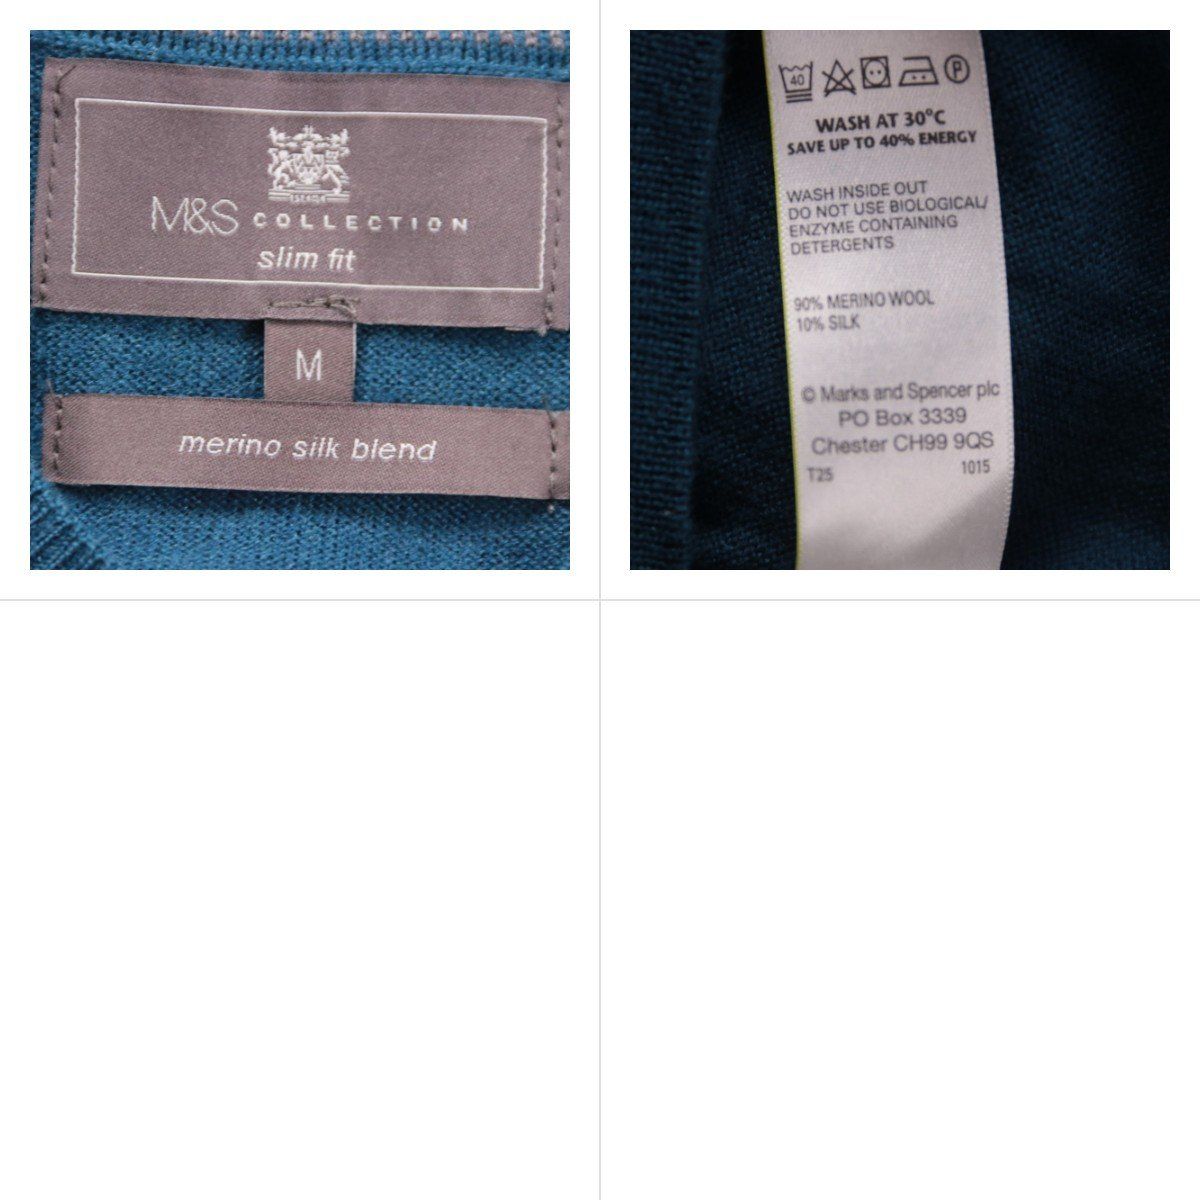 M&S COLLECTION
slim fit
M
merino silk blend
40
P
WASH AT 30°C
SAVE UP TO 40% ENERGY
WASH INSIDE OUT
DO NOT USE BIOLOGICAL/
ENZYME CONTAINING
DETERGENTS
90% MERINO WOOL
10% SILK
© Marks and Spencer plc
PO Box 3339
Chester CH99 9QS
T25 1015